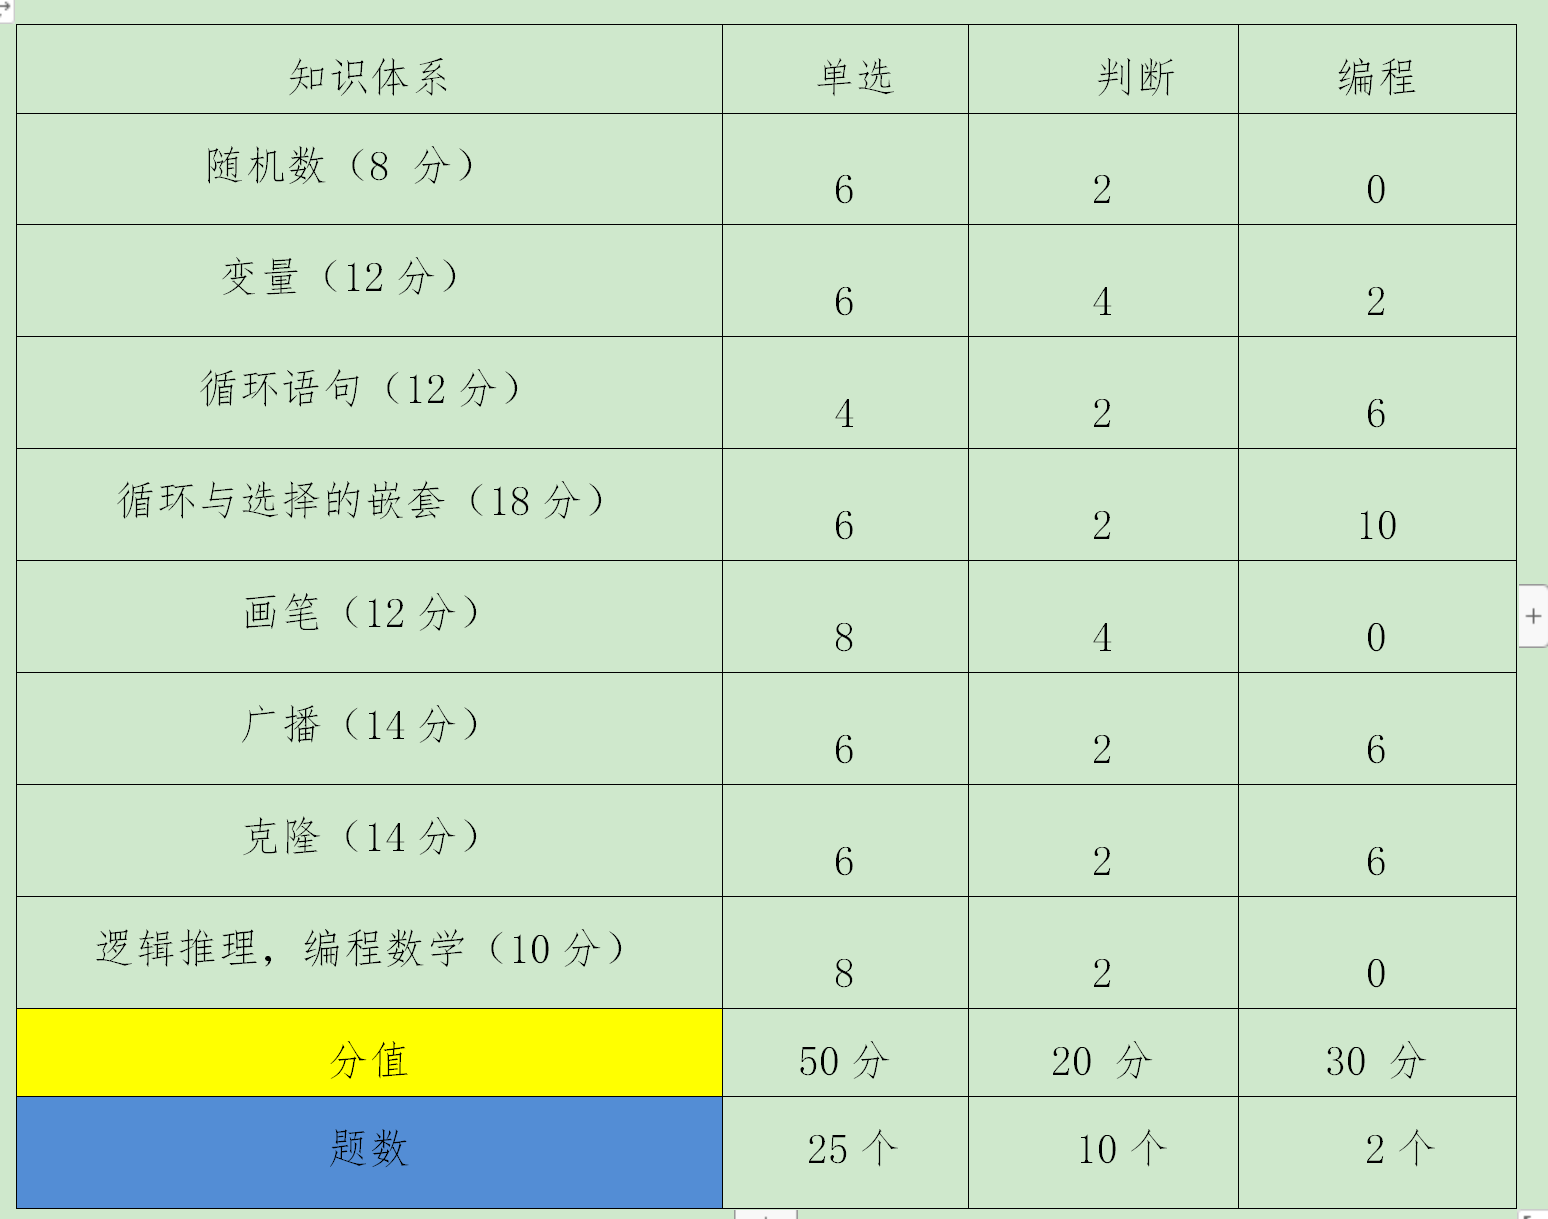 知识体系 单选 判断 编程
随机数（8 分） 6 2 0
变量（12 分） 6 4 2
循环语句（12 分） 4 2 6
循环与选择的嵌套（18 分） 6 2 10
画笔（12 分） 8 4 0
广播（14 分） 6 2 6
克隆（14 分） 6 2 6
逻辑推理，编程数学（10 分） 8 2 0
分值 50 分 20 分 30 分
题数 25 个 10 个 2 个